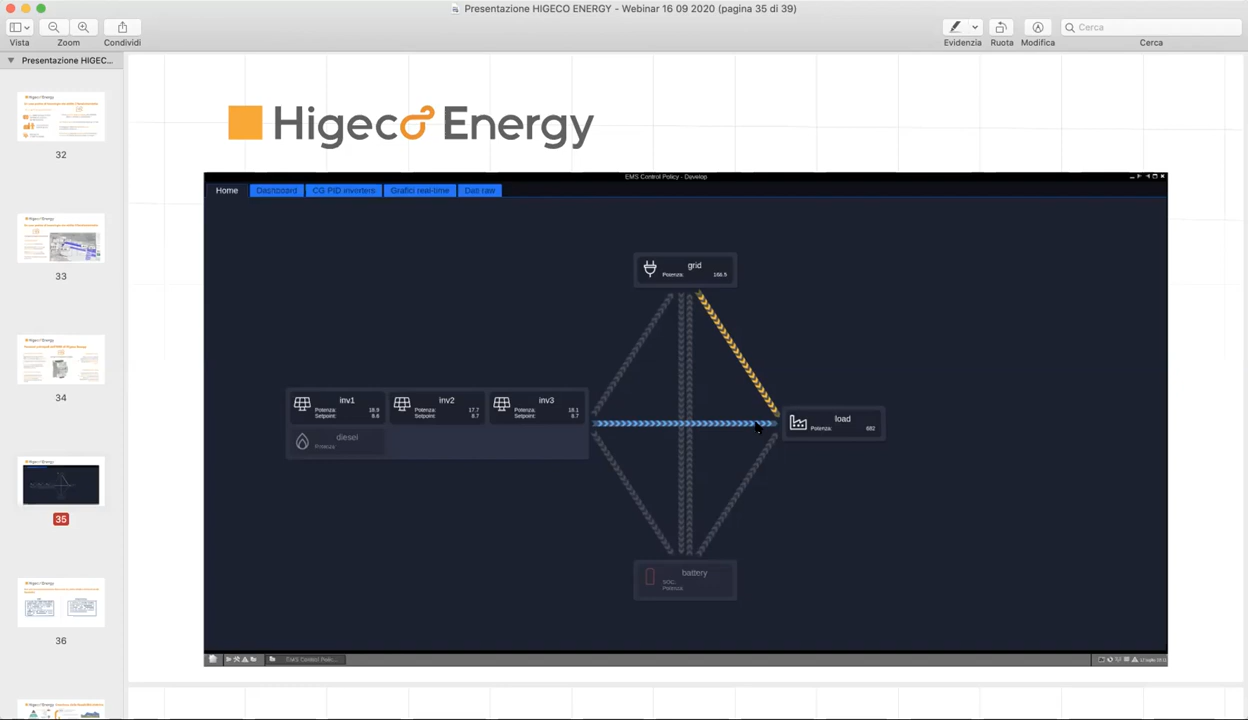 Presentazione HIGECO ENERGY - Webinar 16 09 2020 (pagina 35 di 39)
Vista
Zoom
Condividi
Evidenzia
Ruota
Modifica
Cerca
Cerca
Presentazione HIGEC...
32
33
34
35
36
Higeco Energy
EMS Control Policy - Develop
Home
Dashboard
CG PID inverters
Grafici real-time
Dati raw
grid
Potenza: 166.5
inv1
Potenza: 18.9
Setpoint: 8.6
inv2
Potenza: 17.7
Setpoint: 8.7
inv3
Potenza: 18.1
Setpoint: 8.7
diesel
Potenza:
load
Potenza: 682
battery
SOC:
Potenza:
EMS Control Polic...